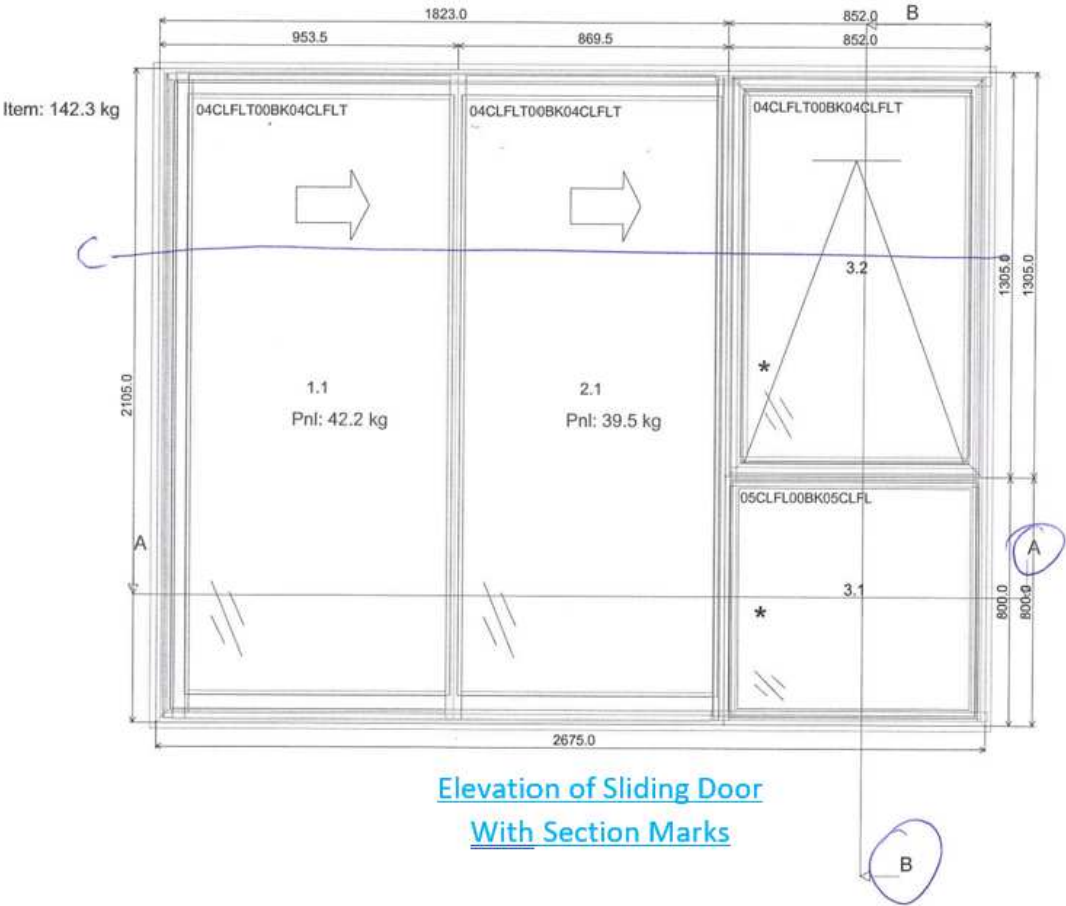 1823.0
852.0
B
953.5
869.5
852.0
Item: 142.3 kg
04CLFLT00BK04CLFLT
04CLFLT00BK04CLFLT
04CLFLT00BK04CLFLT
C
3.2
1305.0
1305.0
2105.0
1.1
Pnl: 42.2 kg
2.1
Pnl: 39.5 kg
*
05CLFL00BK05CLFL
A
A
3.1
800.0
800.0
*
2675.0
Elevation of Sliding Door
With Section Marks
B